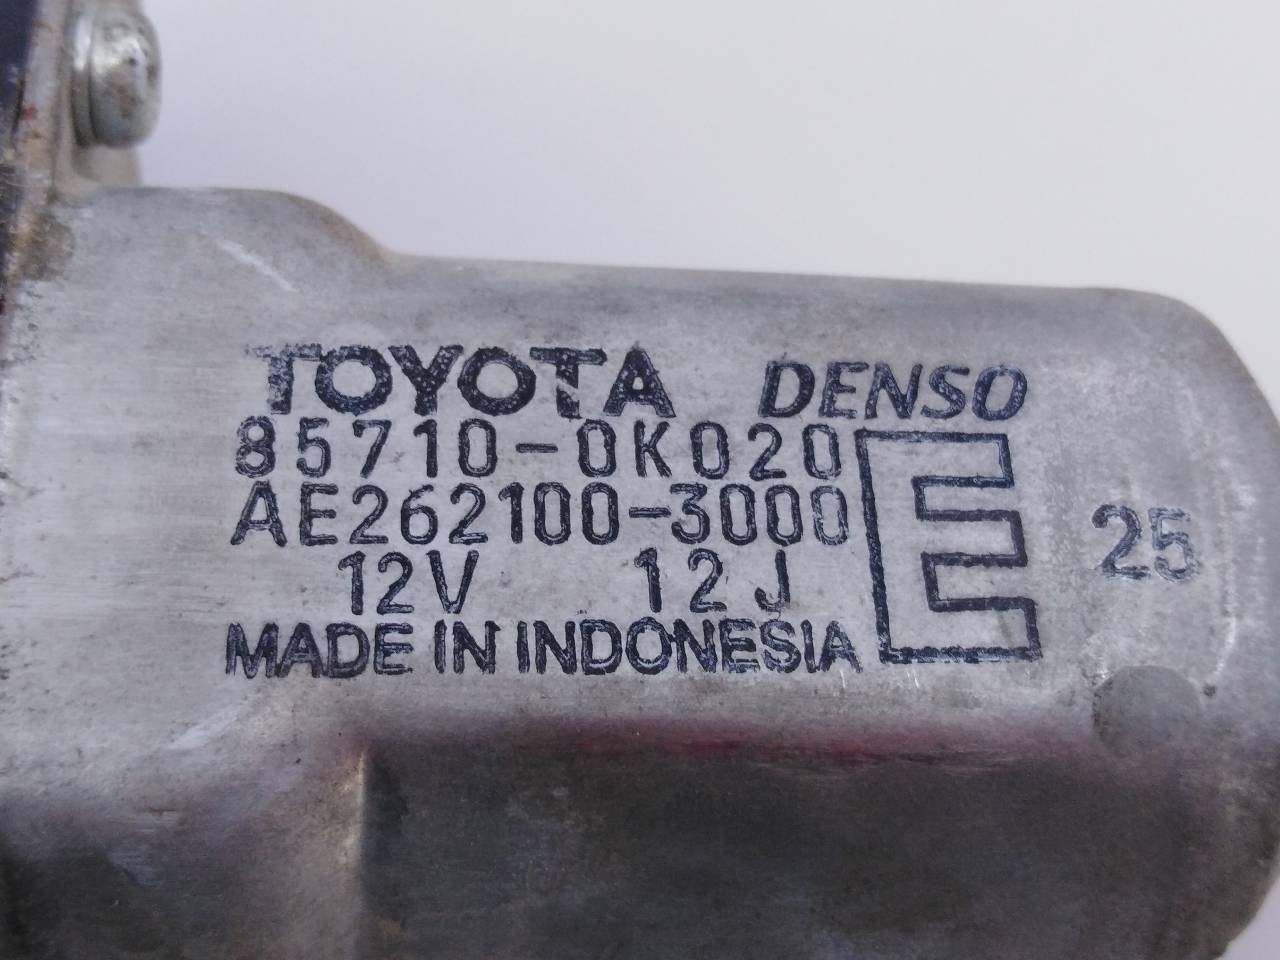 TOYOTA DENSO
85710-0K020
AE262100-3000
12V 12J
MADE IN INDONESIA
E
25